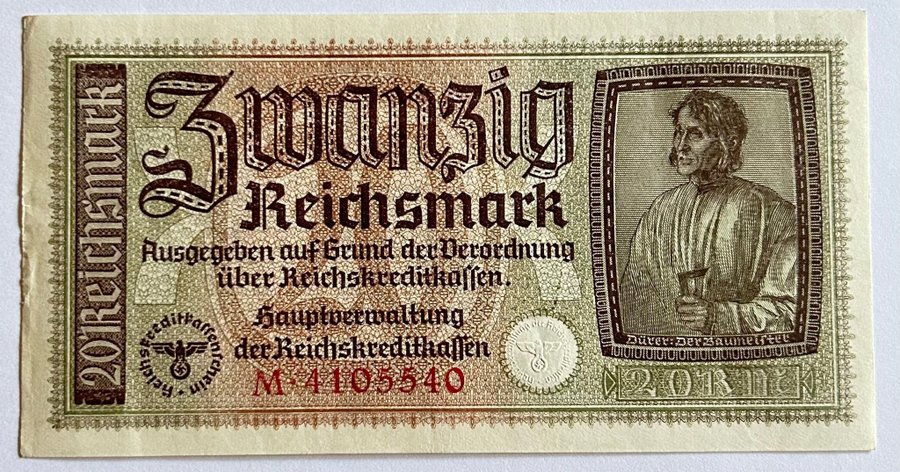 20 Reichsmark
Zwanzig
Reichsmark
Ausgegeben auf Grund der Verordnung
über Reichskreditkassen.
Hauptverwaltung
der Reichskreditkassen
M·4105540
Reichskreditkassenschein
Dürer: Der Baumeister
20 Rm